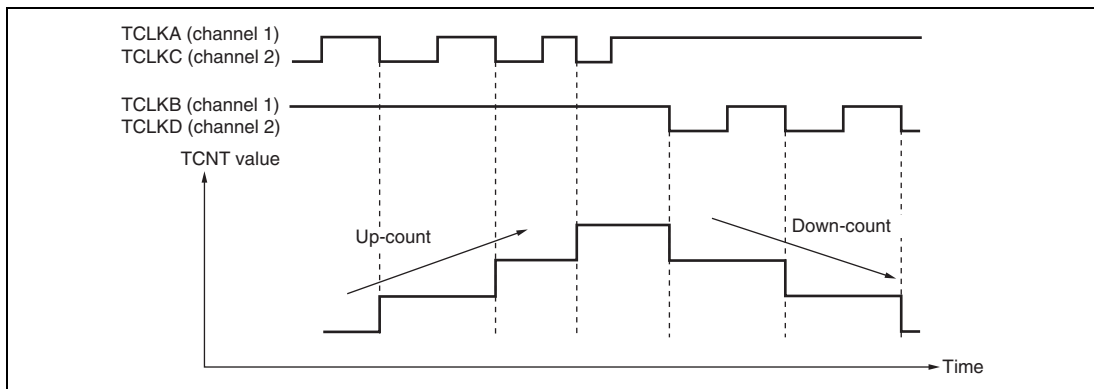 TCLKA (channel 1)
TCLKC (channel 2)
TCLKB (channel 1)
TCLKD (channel 2)
TCNT value
Up-count
Down-count
Time